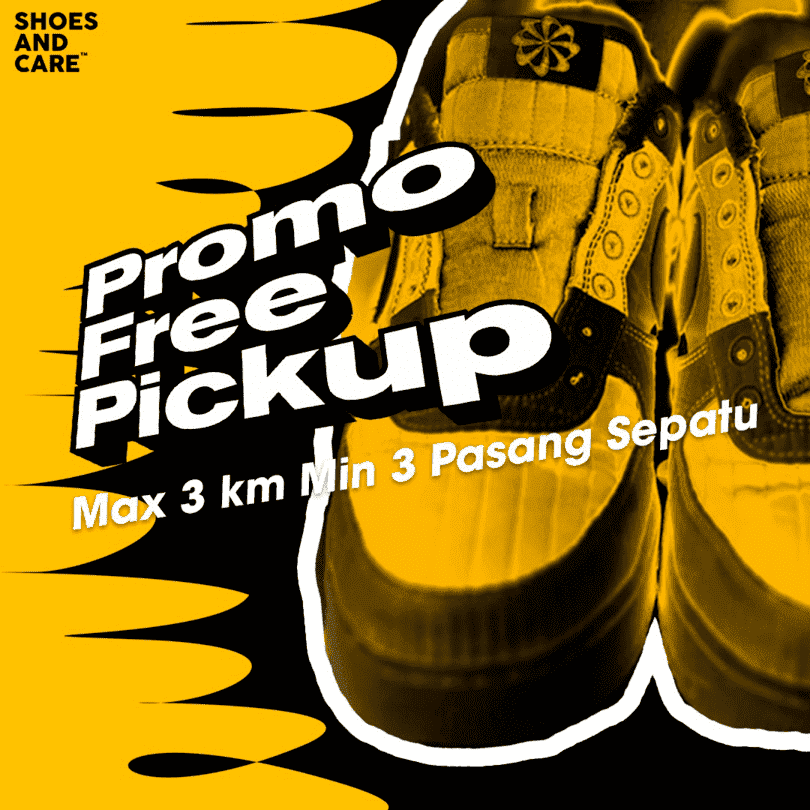 SHOES
AND
CARE™
Promo
Free
Pickup
Max 3 km Min 3 Pasang Sepatu